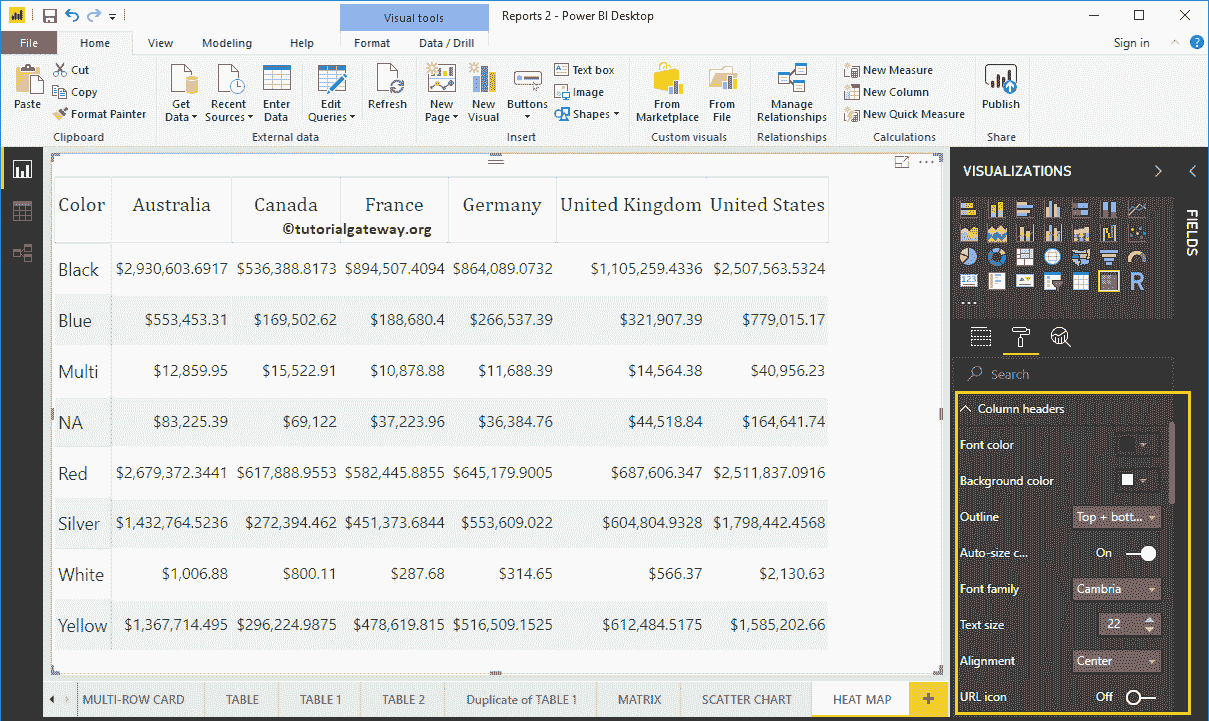 Visual tools
Reports 2 - Power BI Desktop
File Home View Modeling Help Format Data / Drill Sign in ?
Paste
Cut
Copy
Format Painter
Clipboard
Get Data
Recent Sources
Enter Data
Edit Queries
External data
Refresh
New Page
New Visual
Buttons
Text box
Image
Shapes
Insert
From Marketplace
From File
Custom visuals
Manage Relationships
Relationships
New Measure
New Column
New Quick Measure
Calculations
Publish
Share
Color Australia Canada France Germany United Kingdom United States
©tutorialgateway.org
Black $2,930,603.6917 $536,388.8173 $894,507.4094 $864,089.0732 $1,105,259.4336 $2,507,563.5324
Blue $553,453.31 $169,502.62 $188,680.4 $266,537.39 $321,907.39 $779,015.17
Multi $12,859.95 $15,522.91 $10,878.88 $11,688.39 $14,564.38 $40,956.23
NA $83,225.39 $69,122 $37,223.96 $36,384.76 $44,518.84 $164,641.74
Red $2,679,372.3441 $617,888.9553 $582,445.8855 $645,179.9005 $687,606.347 $2,511,837.0916
Silver $1,432,764.5236 $272,394.462 $451,373.6844 $553,609.022 $604,804.9328 $1,798,442.4568
White $1,006.88 $800.11 $287.68 $314.65 $566.37 $2,130.63
Yellow $1,367,714.495 $296,224.9875 $478,619.815 $516,509.1525 $612,484.5175 $1,585,202.66
VISUALIZATIONS
FIELDS
123
R
Search
Column headers
Font color
Background color
Outline Top + bott...
Auto-size c... On
Font family Cambria
Text size 22
Alignment Center
URL icon Off
MULTI-ROW CARD TABLE TABLE 1 TABLE 2 Duplicate of TABLE 1 MATRIX SCATTER CHART HEAT MAP +